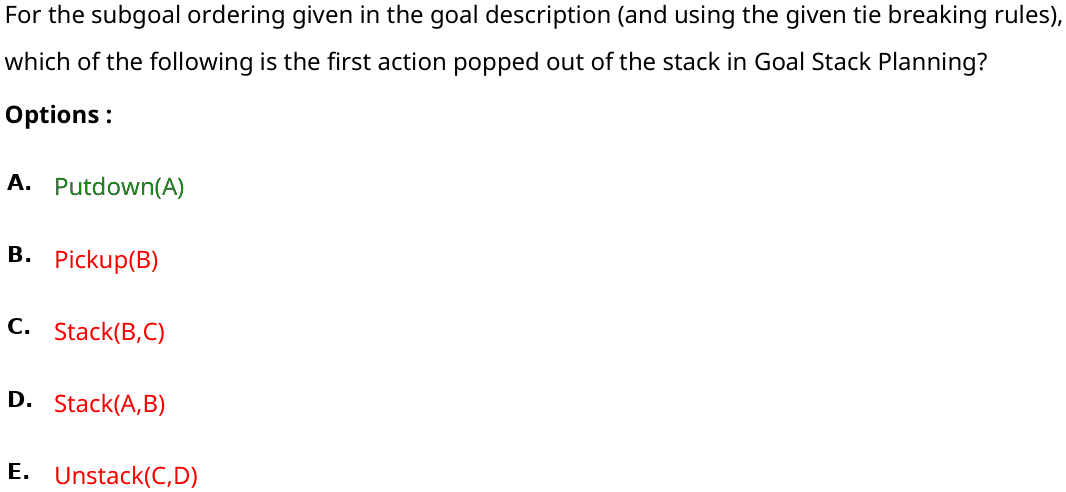 For the subgoal ordering given in the goal description (and using the given tie breaking rules),
which of the following is the first action popped out of the stack in Goal Stack Planning?
Options :
A. Putdown(A)
B. Pickup(B)
C. Stack(B,C)
D. Stack(A,B)
E. Unstack(C,D)